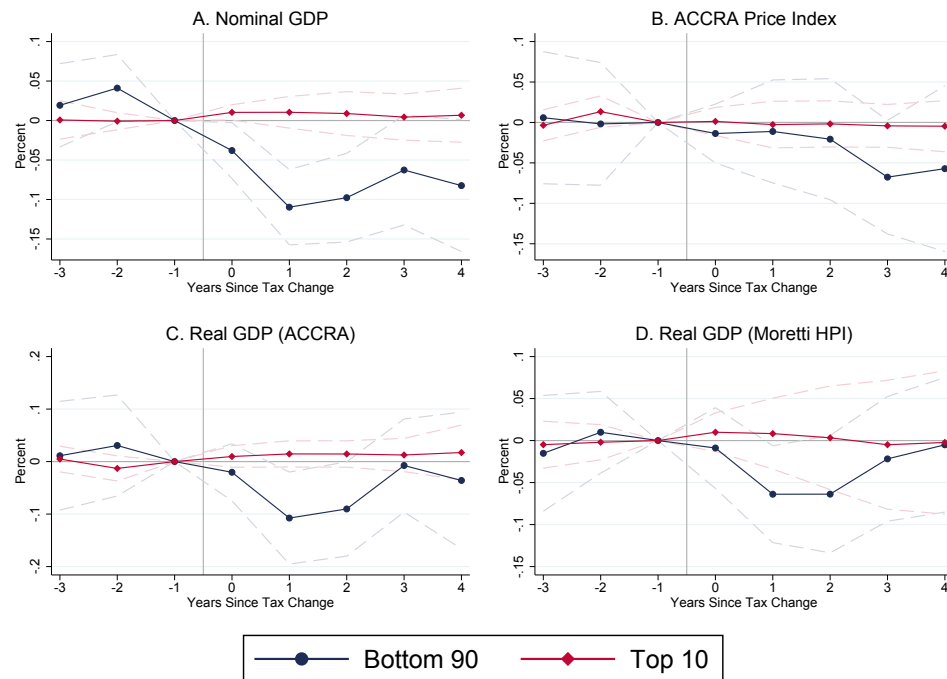 A. Nominal GDP
Percent
.1
.05
0
-.05
-.1
-.15
-3 -2 -1 0 1 2 3 4
Years Since Tax Change
B. ACCRA Price Index
Percent
.1
.05
0
-.05
-.1
-.15
-3 -2 -1 0 1 2 3 4
Years Since Tax Change
C. Real GDP (ACCRA)
Percent
.2
.1
0
-.1
-.2
-3 -2 -1 0 1 2 3 4
Years Since Tax Change
D. Real GDP (Moretti HPI)
Percent
.1
.05
0
-.05
-.1
-.15
-3 -2 -1 0 1 2 3 4
Years Since Tax Change
Bottom 90 Top 10